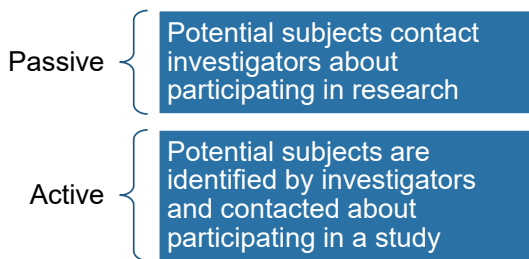 Passive
Potential subjects contact
investigators about
participating in research
Active
Potential subjects are
identified by investigators
and contacted about
participating in a study